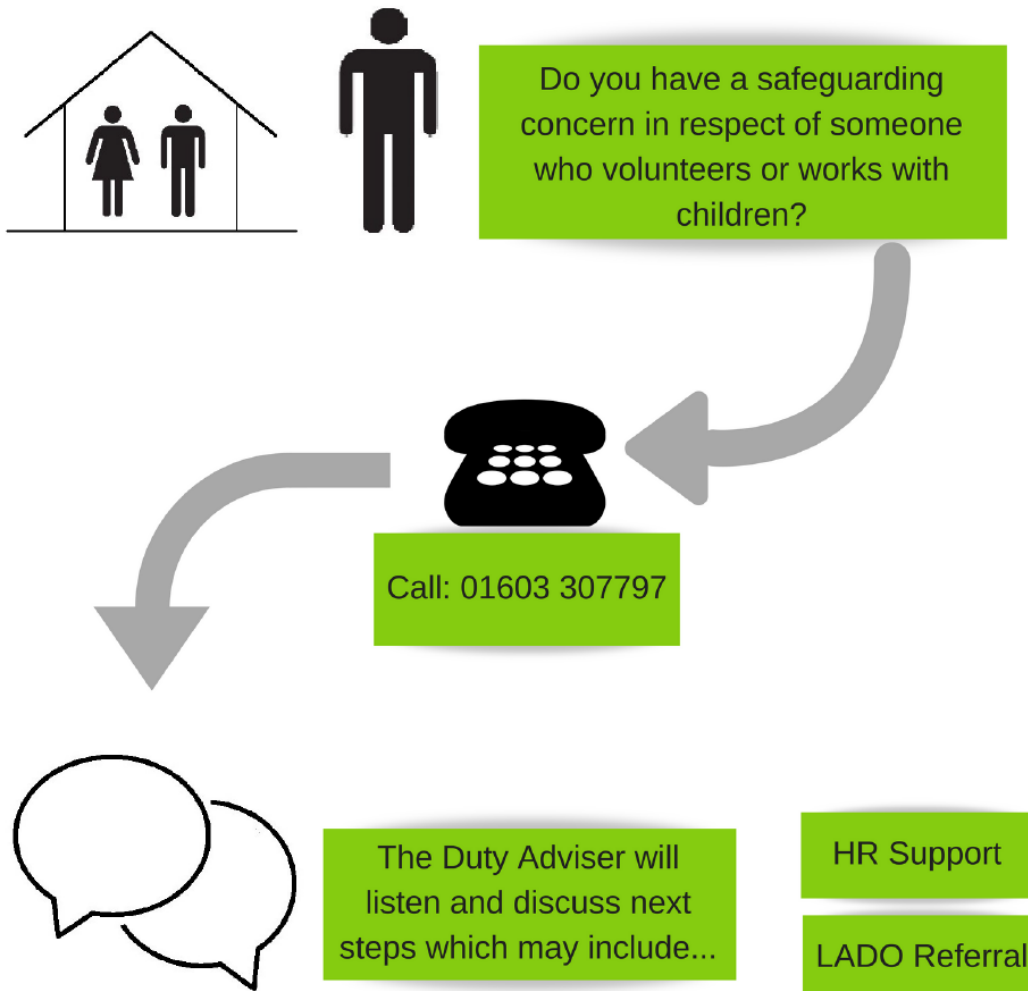 Do you have a safeguarding
concern in respect of someone
who volunteers or works with
children?
Call: 01603 307797
The Duty Adviser will
listen and discuss next
steps which may include...
HR Support
LADO Referral